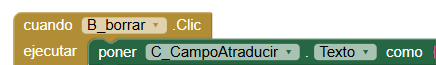 cuando B_borrar .Clic
ejecutar poner C_CampoAtraducir . Texto como